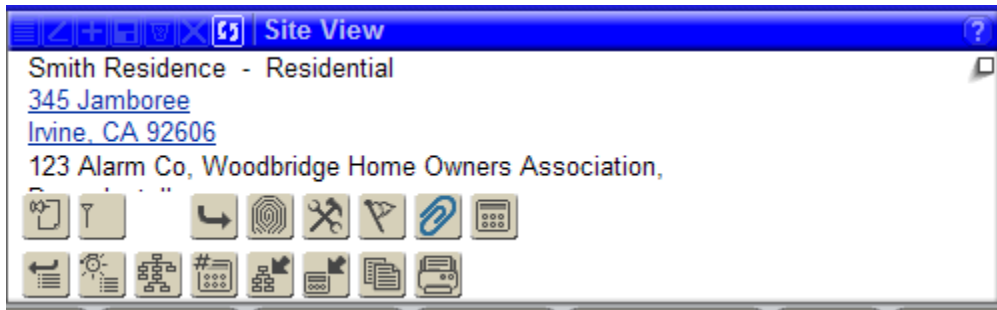 Site View
Smith Residence - Residential
345 Jamboree
Irvine, CA 92606
123 Alarm Co, Woodbridge Home Owners Association,